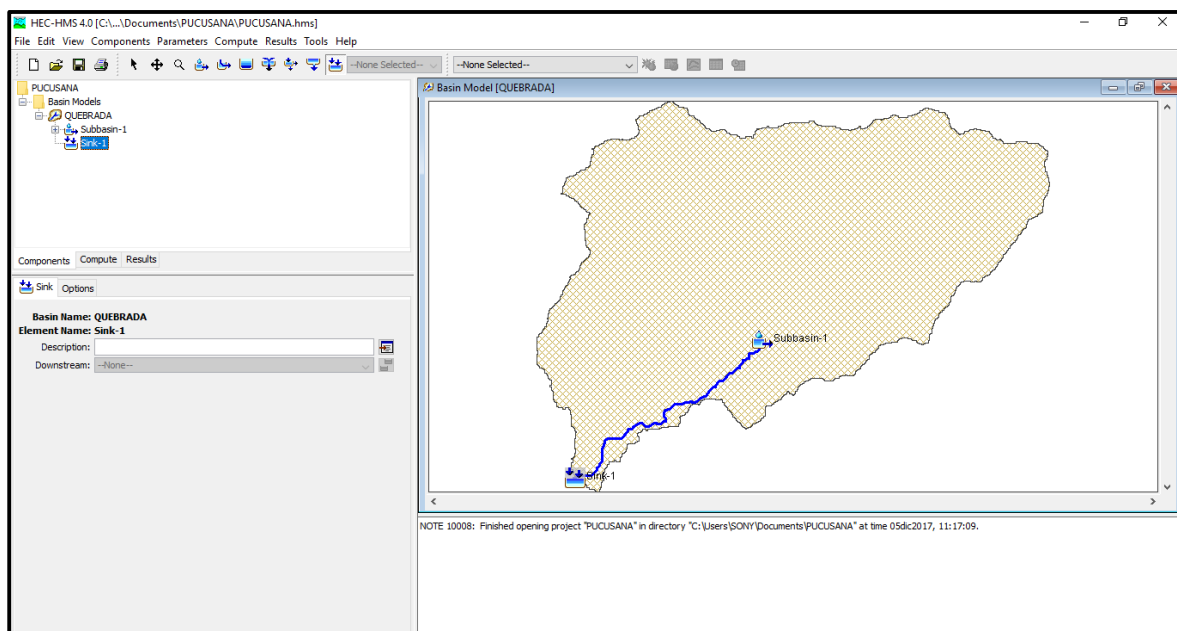 HEC-HMS 4.0 [C:\...\Documents\PUCUSANA\PUCUSANA.hms]
File Edit View Components Parameters Compute Results Tools Help
--None Selected-- --None Selected--
PUCUSANA
Basin Models
QUEBRADA
Subbasin-1
Sink-1
Components Compute Results
Sink Options
Basin Name: QUEBRADA
Element Name: Sink-1
Description:
Downstream: --None--
Basin Model [QUEBRADA]
Subbasin-1
Sink-1
NOTE 10008: Finished opening project "PUCUSANA" in directory "C:\Users\SONY\Documents\PUCUSANA" at time 05dic2017, 11:17:09.